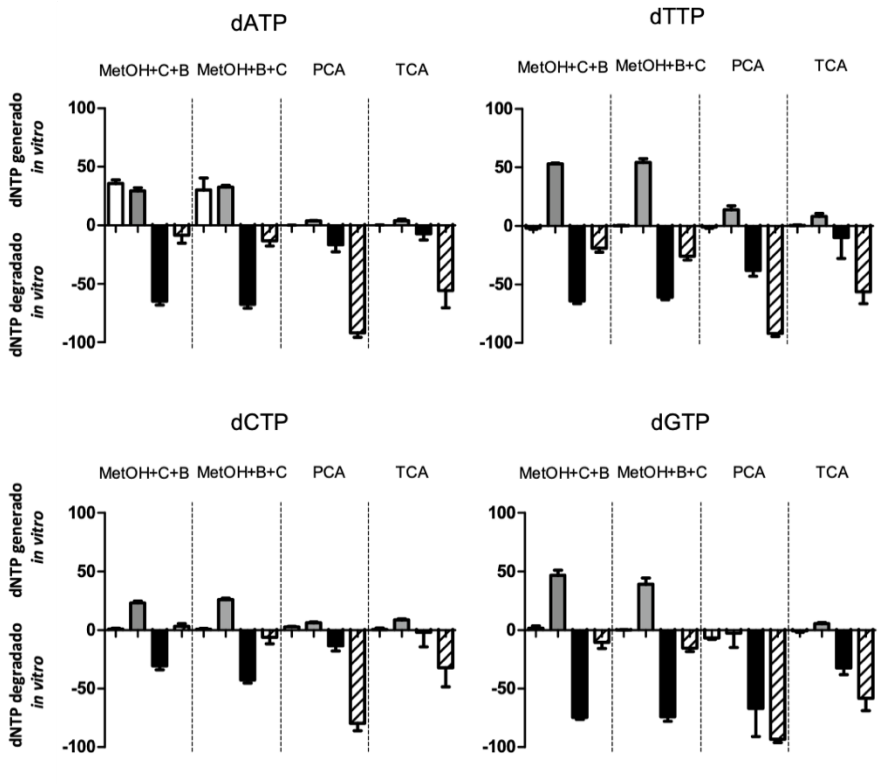 dATP
MetOH+C+B MetOH+B+C PCA TCA
dNTP generado
in vitro
dNTP degradado
in vitro
100
50
0
-50
-100
dTTP
MetOH+C+B MetOH+B+C PCA TCA
100
50
0
-50
-100
dCTP
MetOH+C+B MetOH+B+C PCA TCA
dNTP generado
in vitro
dNTP degradado
in vitro
100
50
0
-50
-100
dGTP
MetOH+C+B MetOH+B+C PCA TCA
100
50
0
-50
-100